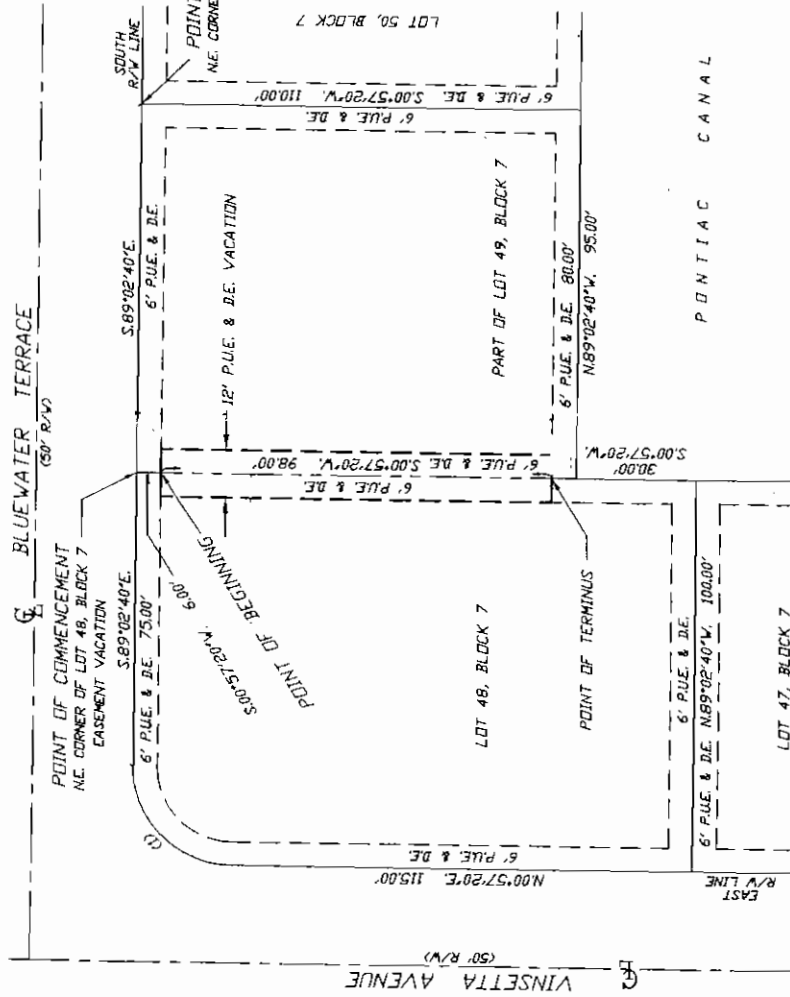 BLUEWATER TERRACE
(50' R/W)
℄
SOUTH
R/W LINE
POINT
N.E. CORNE
LOT 50, BLOCK 7
POINT OF COMMENCEMENT
N.E. CORNER OF LOT 48, BLOCK 7
EASEMENT VACATION
S.89°02'40"E.
6' P.U.E. & D.E. 75.00'
S.89°02'40"E.
6' P.U.E. & D.E.
S.00°57'20"W. 6.00'
POINT OF BEGINNING
(1)
12' P.U.E. & D.E. VACATION
6' P.U.E. & D.E. S.00°57'20"W. 110.00'
6' P.U.E. & D.E.
6' P.U.E. & D.E. S.00°57'20"W. 98.00'
6' P.U.E. & D.E.
PART OF LOT 49, BLOCK 7
6' P.U.E. & D.E. 80.00'
N.89°02'40"W. 95.00'
30.00'
S.00°57'20"W.
PONTIAC CANAL
LOT 48, BLOCK 7
POINT OF TERMINUS
6' P.U.E. & D.E.
6' P.U.E. & D.E. N.89°02'40"W. 100.00'
LOT 47, BLOCK 7
6' P.U.E. & D.E.
N.00°57'20"E. 115.00'
EAST
R/W LINE
(50' R/W)
VINSETTA AVENUE
℄